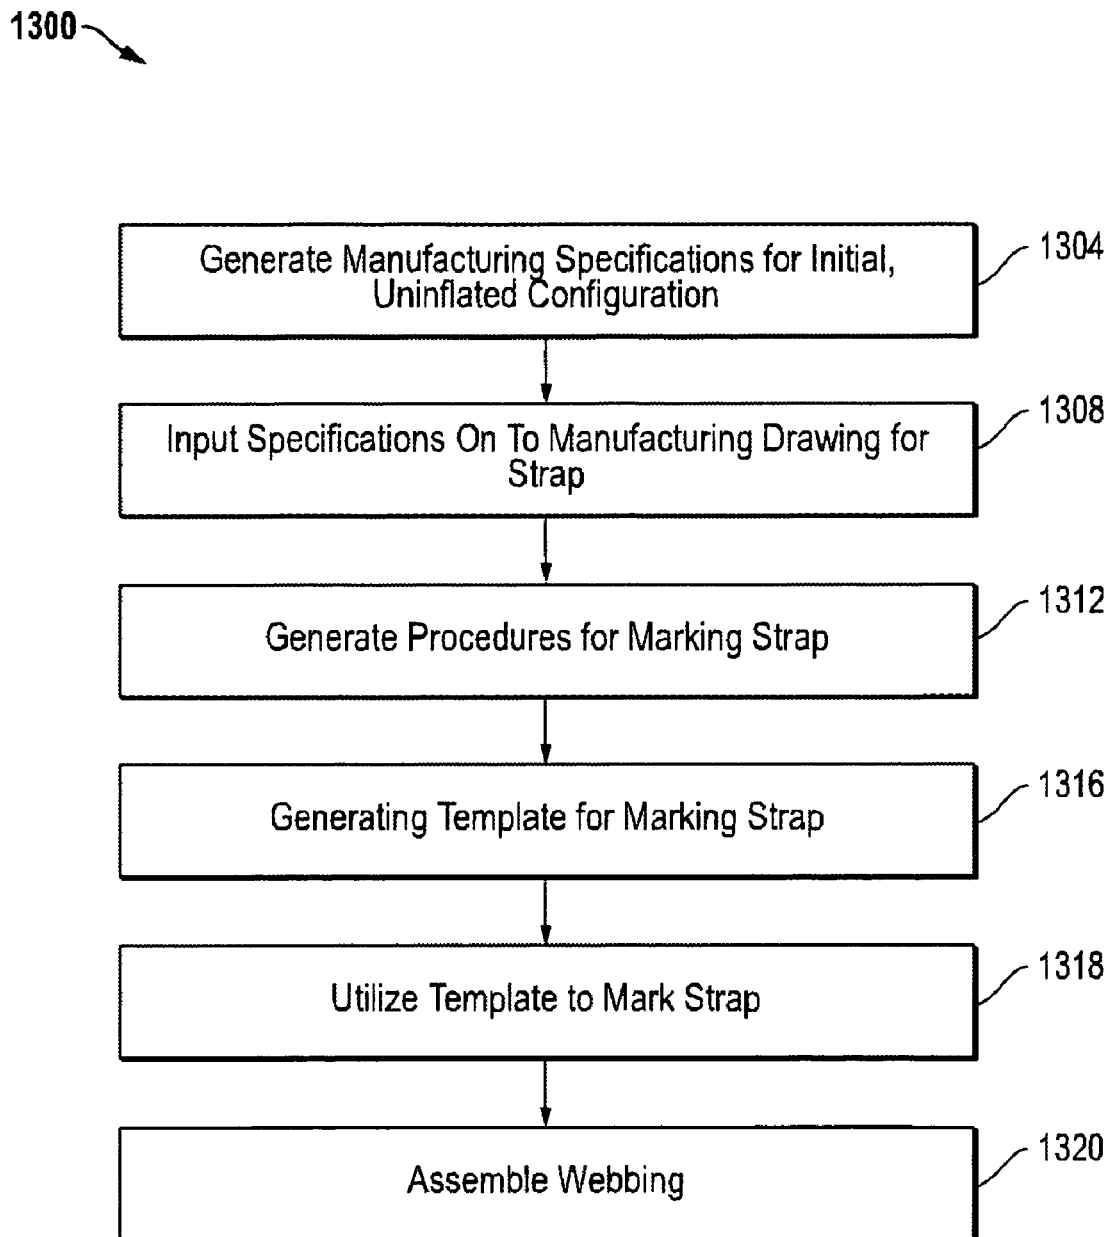 1300
Generate Manufacturing Specifications for Initial,
Uninflated Configuration
1304
Input Specifications On To Manufacturing Drawing for
Strap
1308
Generate Procedures for Marking Strap
1312
Generating Template for Marking Strap
1316
Utilize Template to Mark Strap
1318
Assemble Webbing
1320